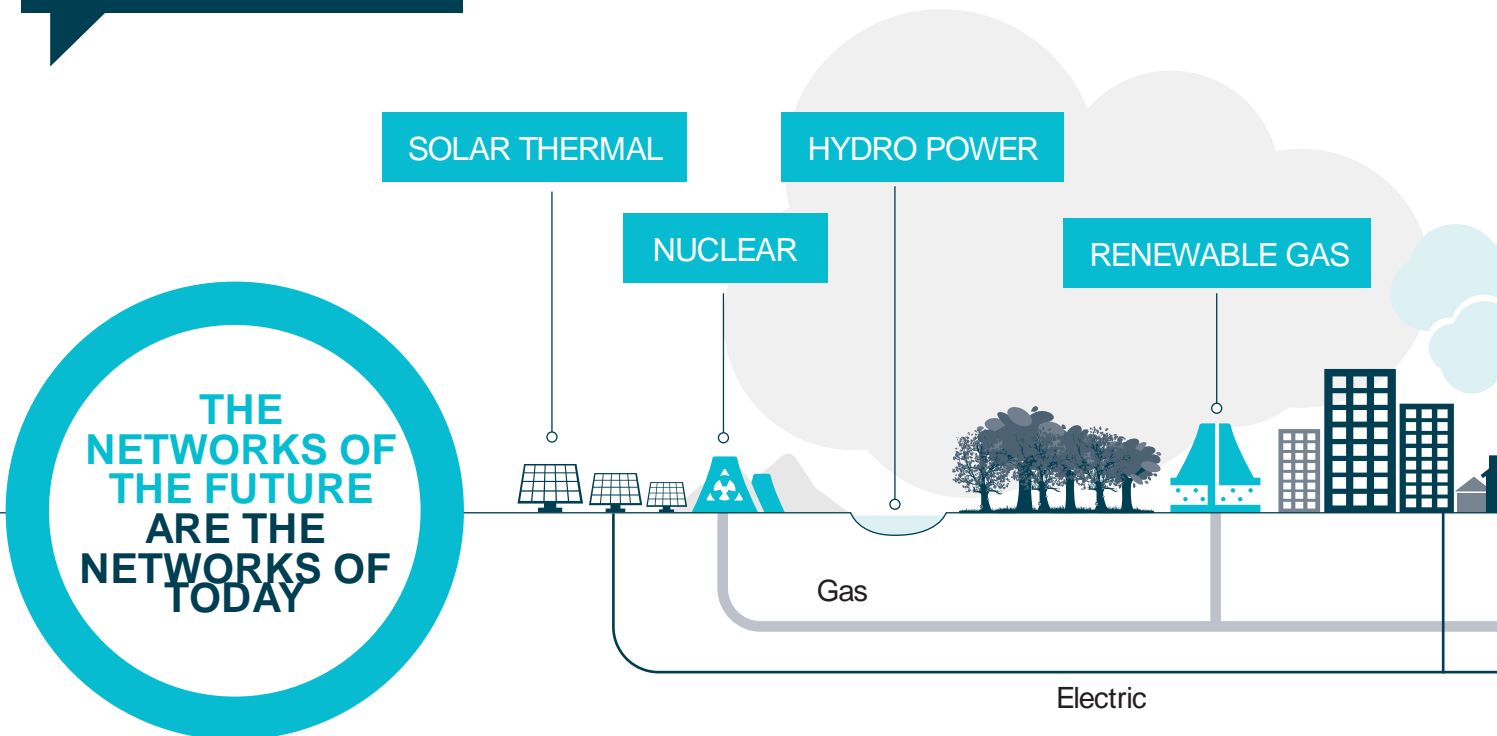 SOLAR THERMAL
HYDRO POWER
NUCLEAR
RENEWABLE GAS
THE
NETWORKS OF
THE FUTURE
ARE THE
NETWORKS OF
TODAY
Gas
Electric